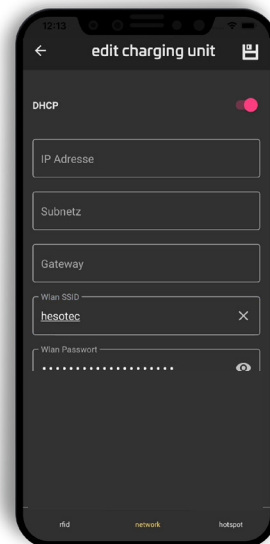 12:13
edit charging unit
DHCP
IP Adresse
Subnetz
Gateway
Wlan SSID
hesotec
Wlan Passwort
••••••••••••••••••••
rfid network hotspot